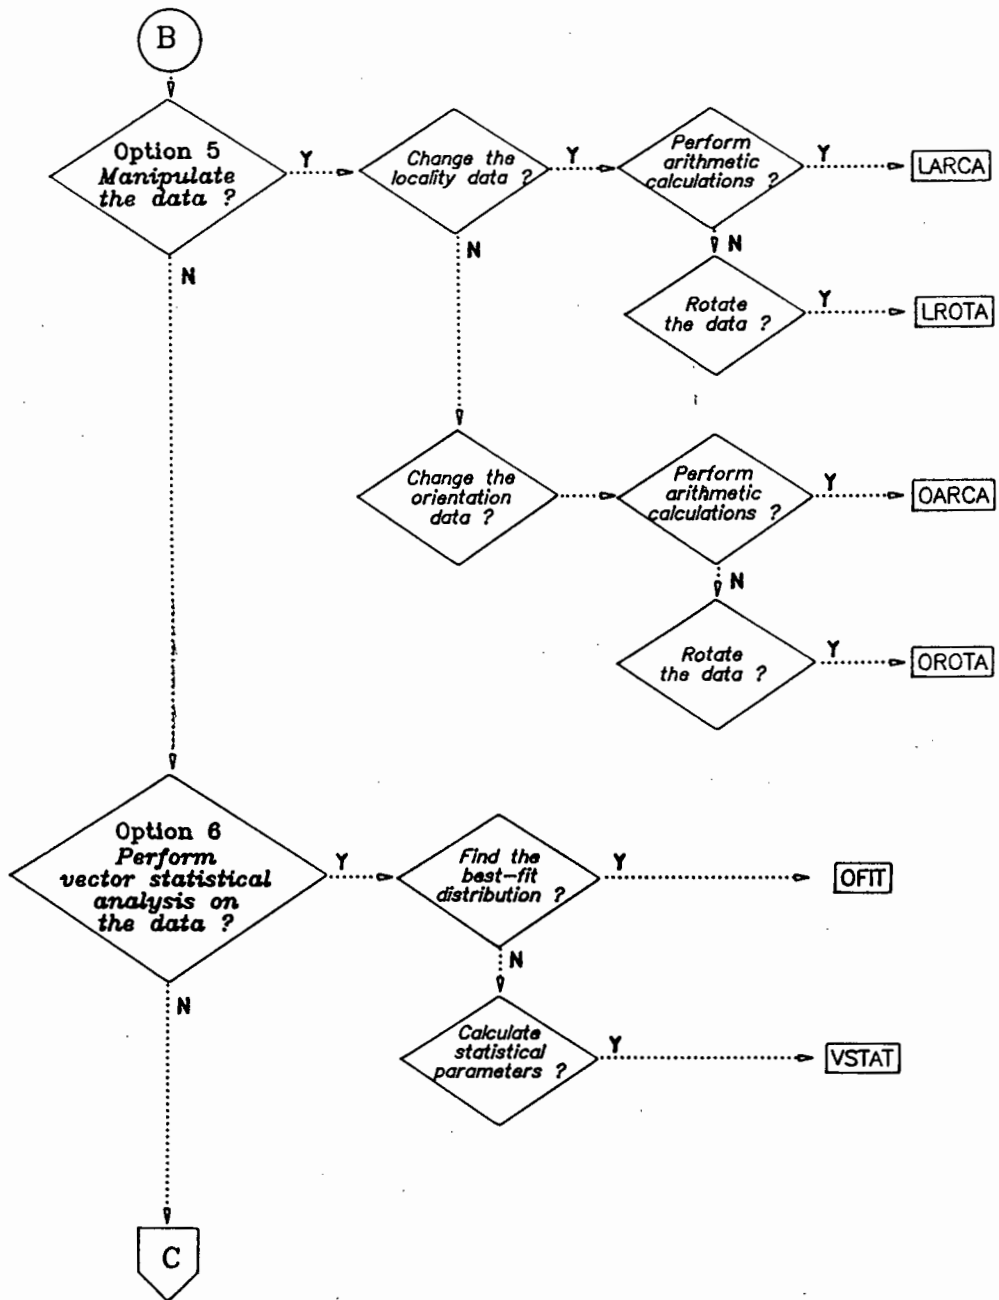 B
Option 5
Manipulate
the data ?
Y
Change the
locality data ?
Y
Perform
arithmetic
calculations ?
Y
LARCA
N
N
N
Rotate
the data ?
Y
LROTA
Change the
orientation
data ?
Perform
arithmetic
calculations ?
Y
OARCA
N
Rotate
the data ?
Y
OROTA
Option 6
Perform
vector statistical
analysis on
the data ?
Y
Find the
best-fit
distribution ?
Y
OFIT
N
N
Calculate
statistical
parameters ?
Y
VSTAT
C